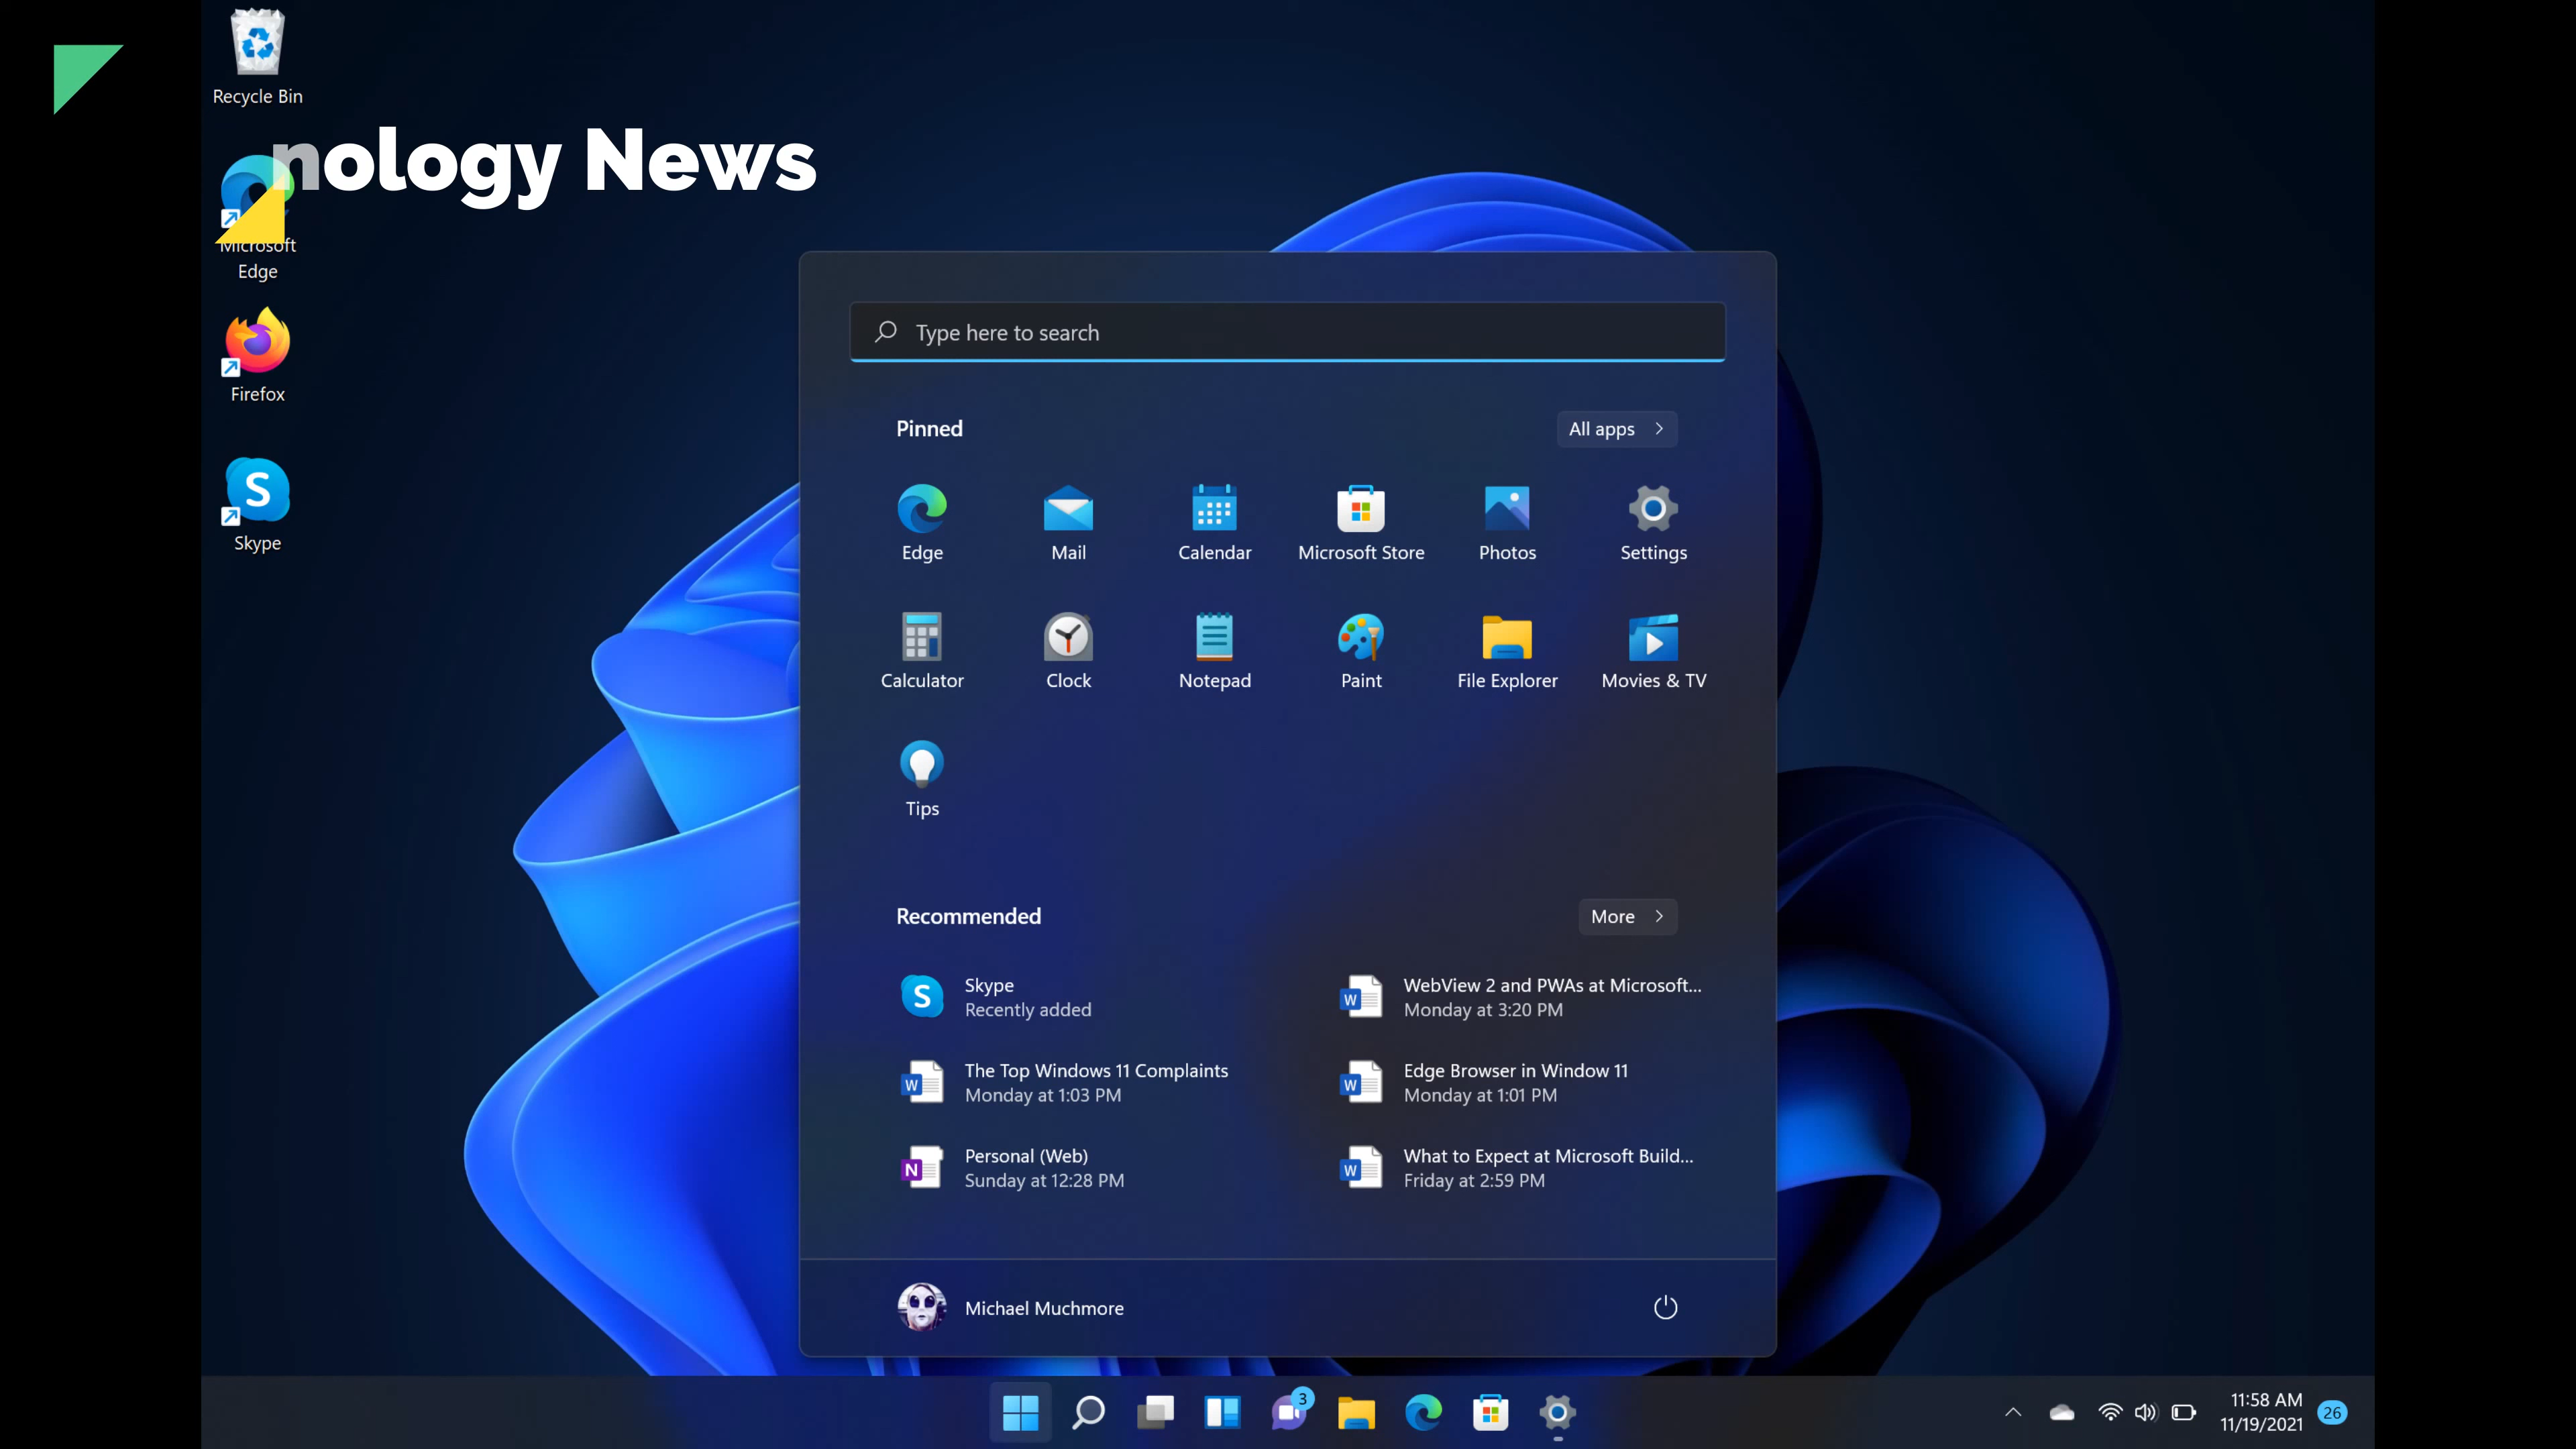 Recycle Bin
nology News
Microsoft
Edge
Firefox
Skype
Type here to search
Pinned
All apps
Edge
Mail
Calendar
Microsoft Store
Photos
Settings
Calculator
Clock
Notepad
Paint
File Explorer
Movies & TV
Tips
Recommended
More
Skype
Recently added
WebView 2 and PWAs at Microsoft...
Monday at 3:20 PM
The Top Windows 11 Complaints
Monday at 1:03 PM
Edge Browser in Window 11
Monday at 1:01 PM
Personal (Web)
Sunday at 12:28 PM
What to Expect at Microsoft Build...
Friday at 2:59 PM
Michael Muchmore
3
11:58 AM
11/19/2021
26